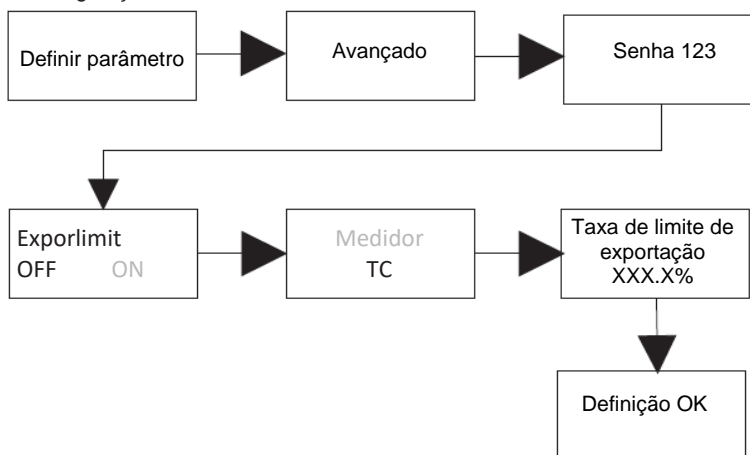 Definir parâmetro
Avançado
Senha 123
Exporlimit
OFF ON
Medidor
TC
Taxa de limite de
exportação
XXX.X%
Definição OK